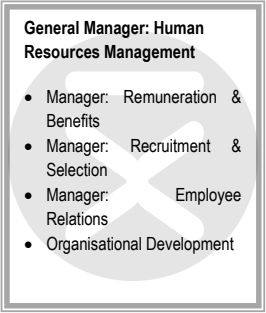 General Manager: Human
Resources Management
• Manager: Remuneration &
Benefits
• Manager: Recruitment &
Selection
• Manager: Employee
Relations
• Organisational Development